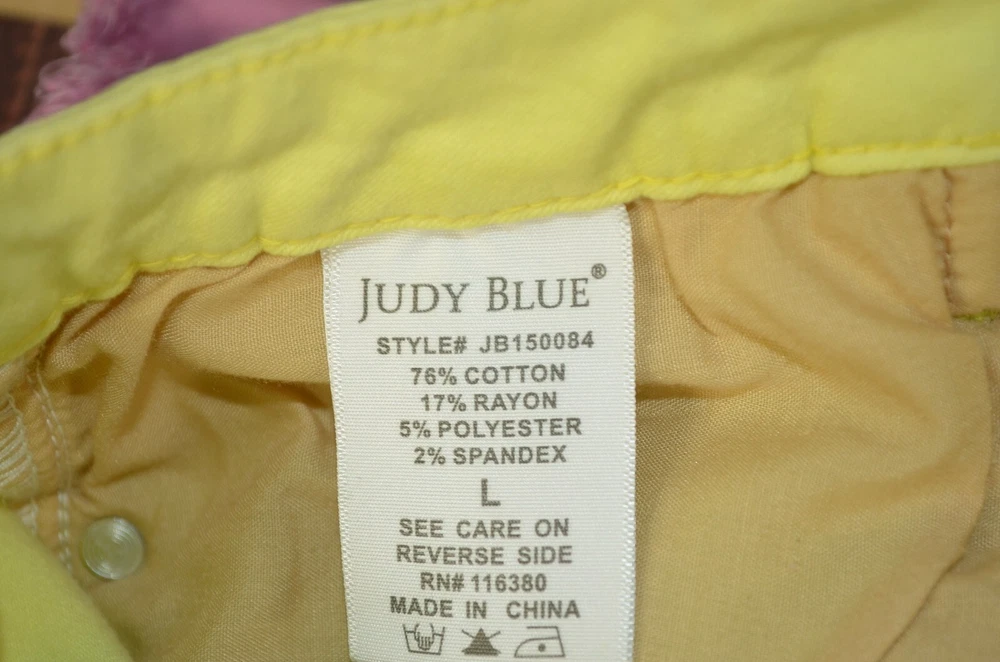 JUDY BLUE®
STYLE# JB150084
76% COTTON
17% RAYON
5% POLYESTER
2% SPANDEX
L
SEE CARE ON
REVERSE SIDE
RN# 116380
MADE IN CHINA